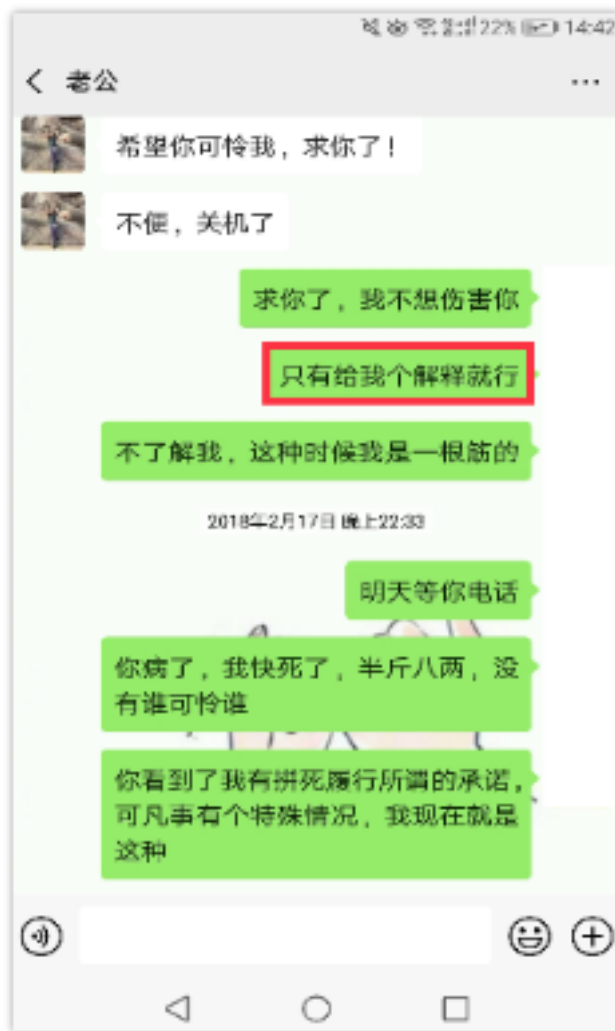 22% 14:42
老公
希望你可怜我，求你了！
不便，关机了
求你了，我不想伤害你
只有给我个解释就行
不了解我，这种时候我是一根筋的
2018年2月17日 晚上22:33
明天等你电话
你病了，我快死了，半斤八两，没
有谁可怜谁
你看到了我有拼死履行所谓的承诺，
可凡事有个特殊情况，我现在就是
这种